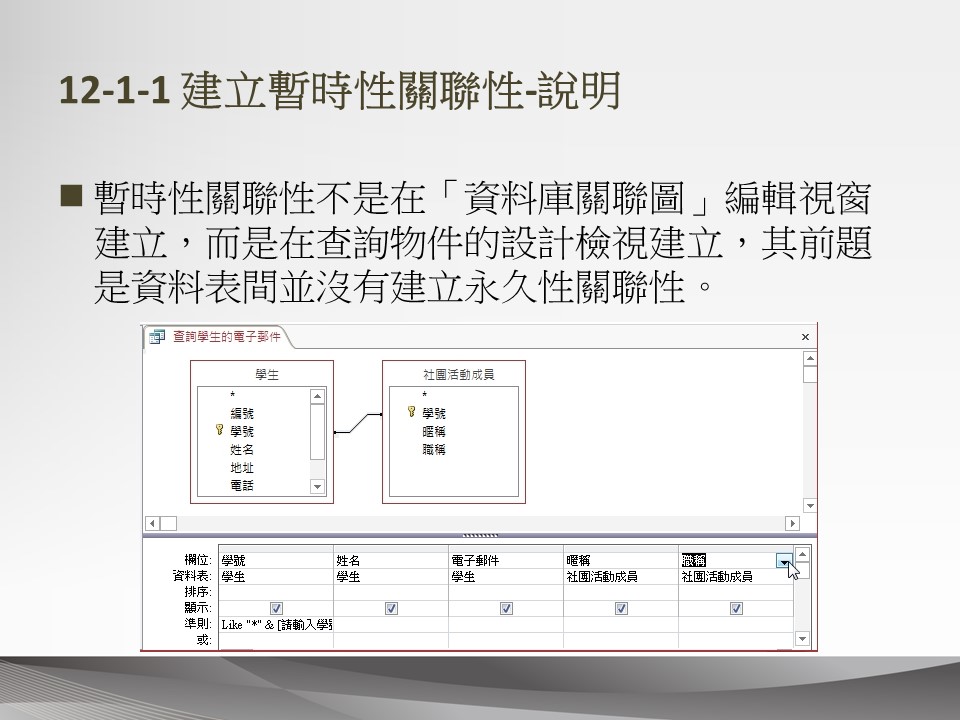 12-1-1 建立暫時性關聯性-說明
暫時性關聯性不是在「資料庫關聯圖」編輯視窗
建立，而是在查詢物件的設計檢視建立，其前題
是資料表間並沒有建立永久性關聯性。
查詢學生的電子郵件
學生
*
編號
學號
姓名
地址
電話
社團活動成員
*
學號
暱稱
職稱
欄位: 學號 姓名 電子郵件 暱稱 職稱
資料表: 學生 學生 學生 社團活動成員 社團活動成員
排序:
顯示:
準則: Like "*" & [請輸入學號
或: